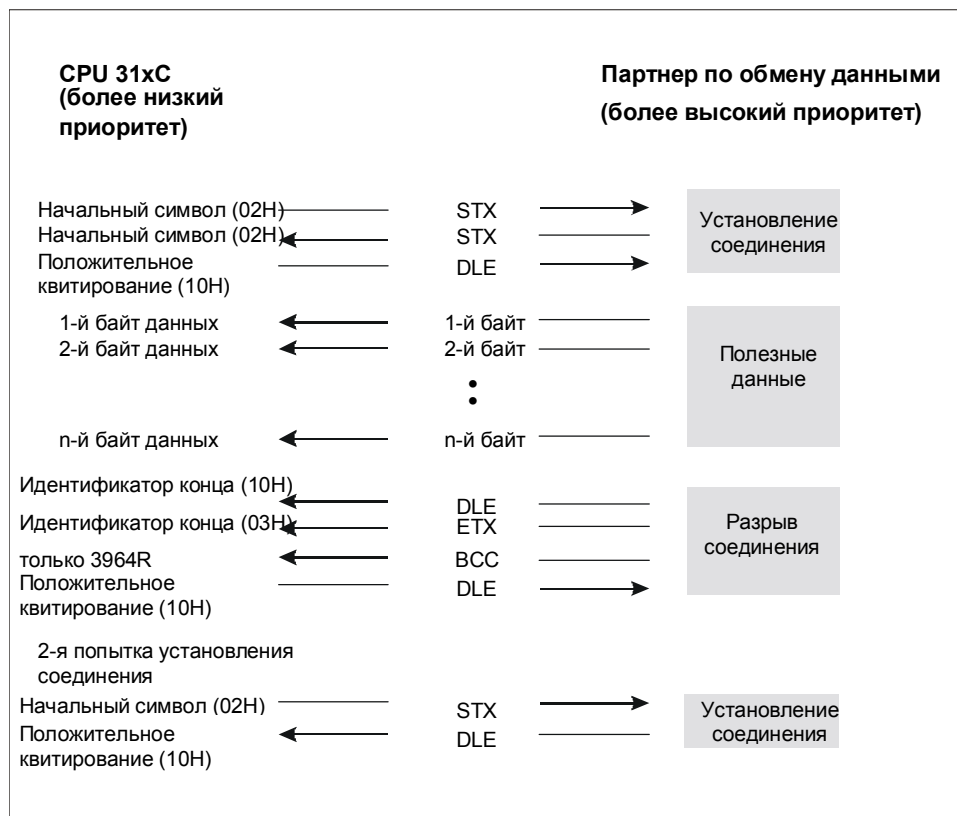 CPU 31xC
(более низкий
приоритет)
Партнер по обмену данными
(более высокий приоритет)
Начальный символ (02H)
STX
Установление
соединения
Начальный символ (02H)
STX
Положительное
квитирование (10H)
DLE
1-й байт данных
1-й байт
Полезные
данные
2-й байт данных
2-й байт
n-й байт данных
n-й байт
Идентификатор конца (10H)
DLE
Разрыв
соединения
Идентификатор конца (03H)
ETX
только 3964R
BCC
Положительное
квитирование (10H)
DLE
2-я попытка установления
соединения
Начальный символ (02H)
STX
Установление
соединения
Положительное
квитирование (10H)
DLE